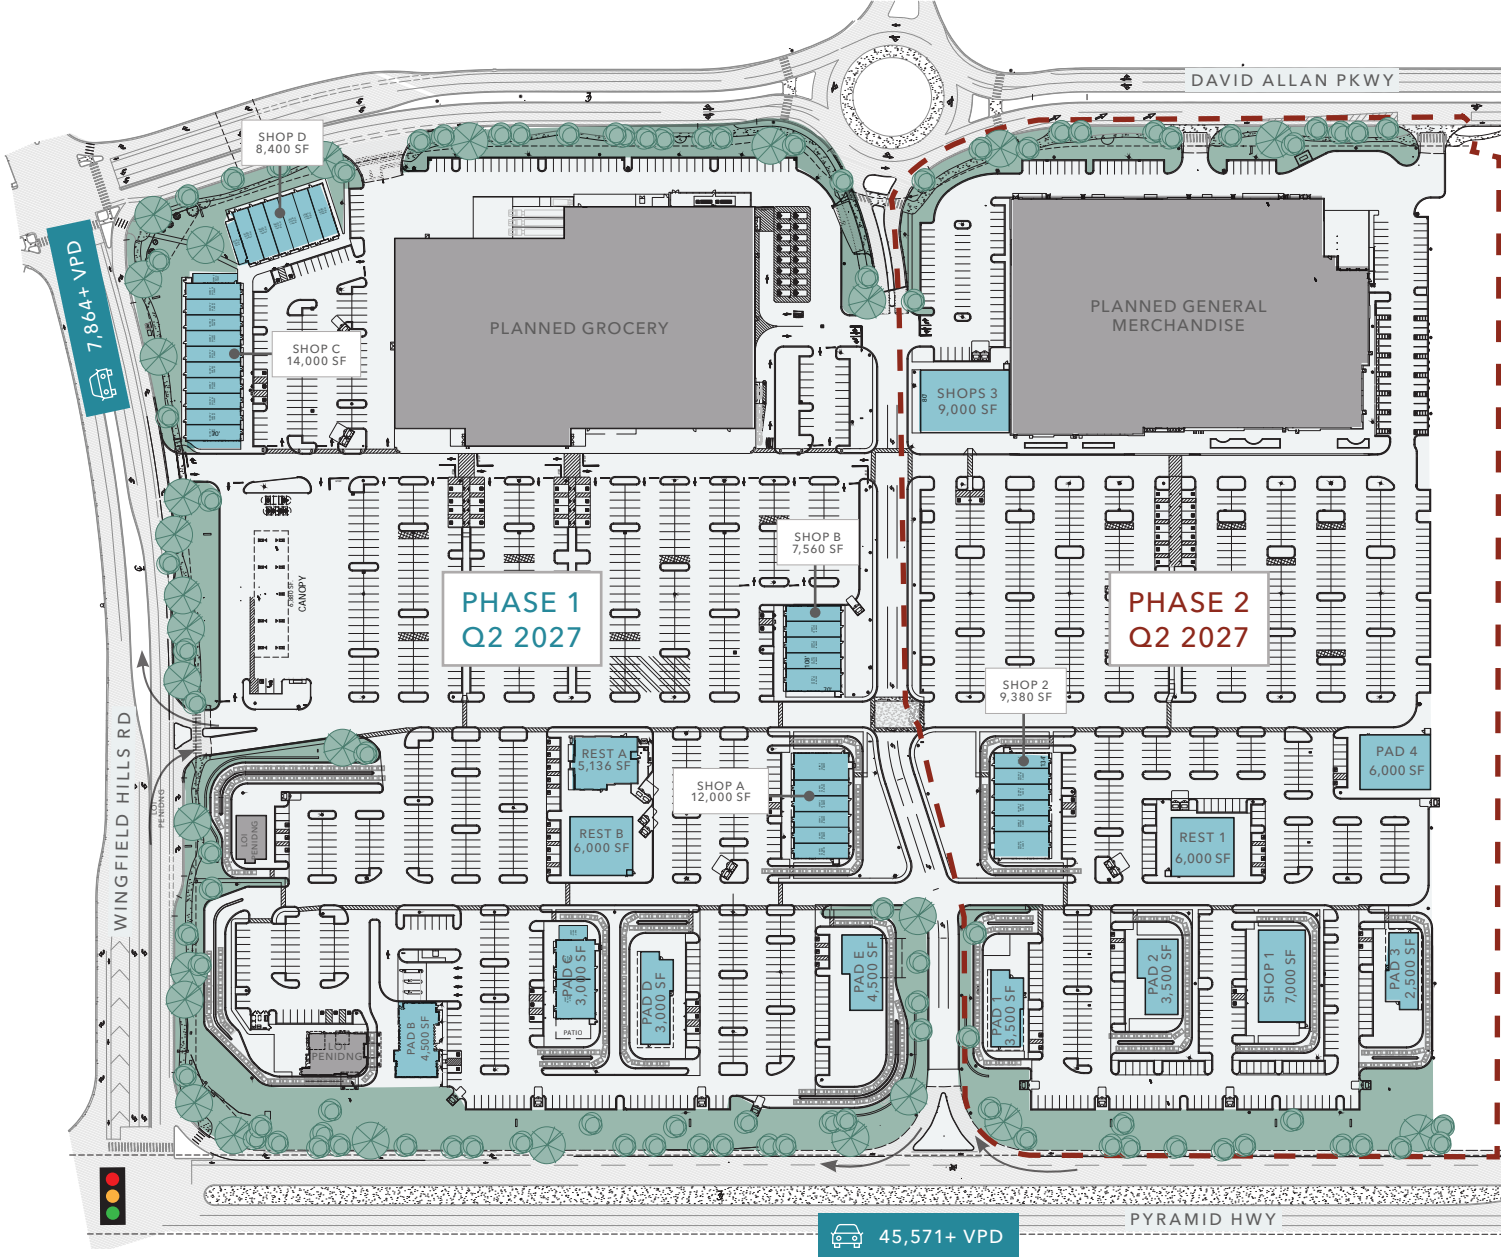 DAVID ALLAN PKWY
SHOP D
8,400 SF
7,864+ VPD
PLANNED GROCERY
PLANNED GENERAL
MERCHANDISE
SHOP C
14,000 SF
SHOPS 3
9,000 SF
80'
SHOP B
7,560 SF
CANOPY
PHASE 1
Q2 2027
PHASE 2
Q2 2027
SHOP 2
9,380 SF
WINGFIELD HILLS RD
LOI
PENIDNG
REST A
5,136 SF
SHOP A
12,000 SF
PAD 4
6,000 SF
LOI
PENIDNG
REST B
6,000 SF
REST 1
6,000 SF
PAD C
3,000 SF
PAD D
3,000 SF
PAD E
4,500 SF
PAD 1
3,500 SF
PAD 2
3,500 SF
SHOP 1
7,000 SF
PAD 3
2,500 SF
PATIO
LOI
PENIDNG
PAD B
4,500 SF
PYRAMID HWY
45,571+ VPD